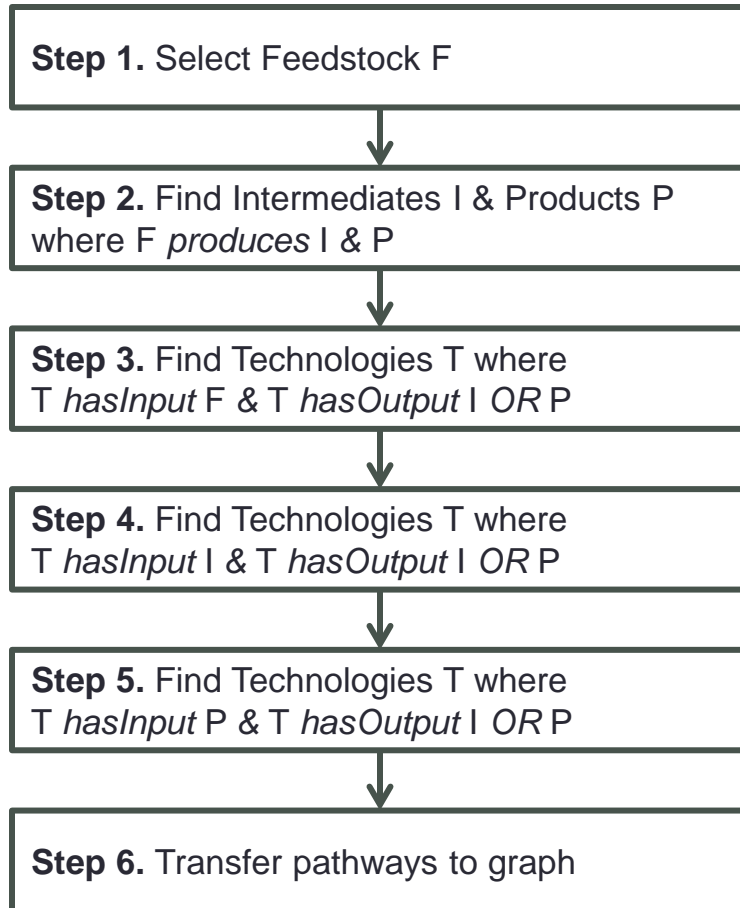 Step 1. Select Feedstock F
Step 2. Find Intermediates I & Products P
where F produces I & P
Step 3. Find Technologies T where
T hasInput F & T hasOutput I OR P
Step 4. Find Technologies T where
T hasInput I & T hasOutput I OR P
Step 5. Find Technologies T where
T hasInput P & T hasOutput I OR P
Step 6. Transfer pathways to graph